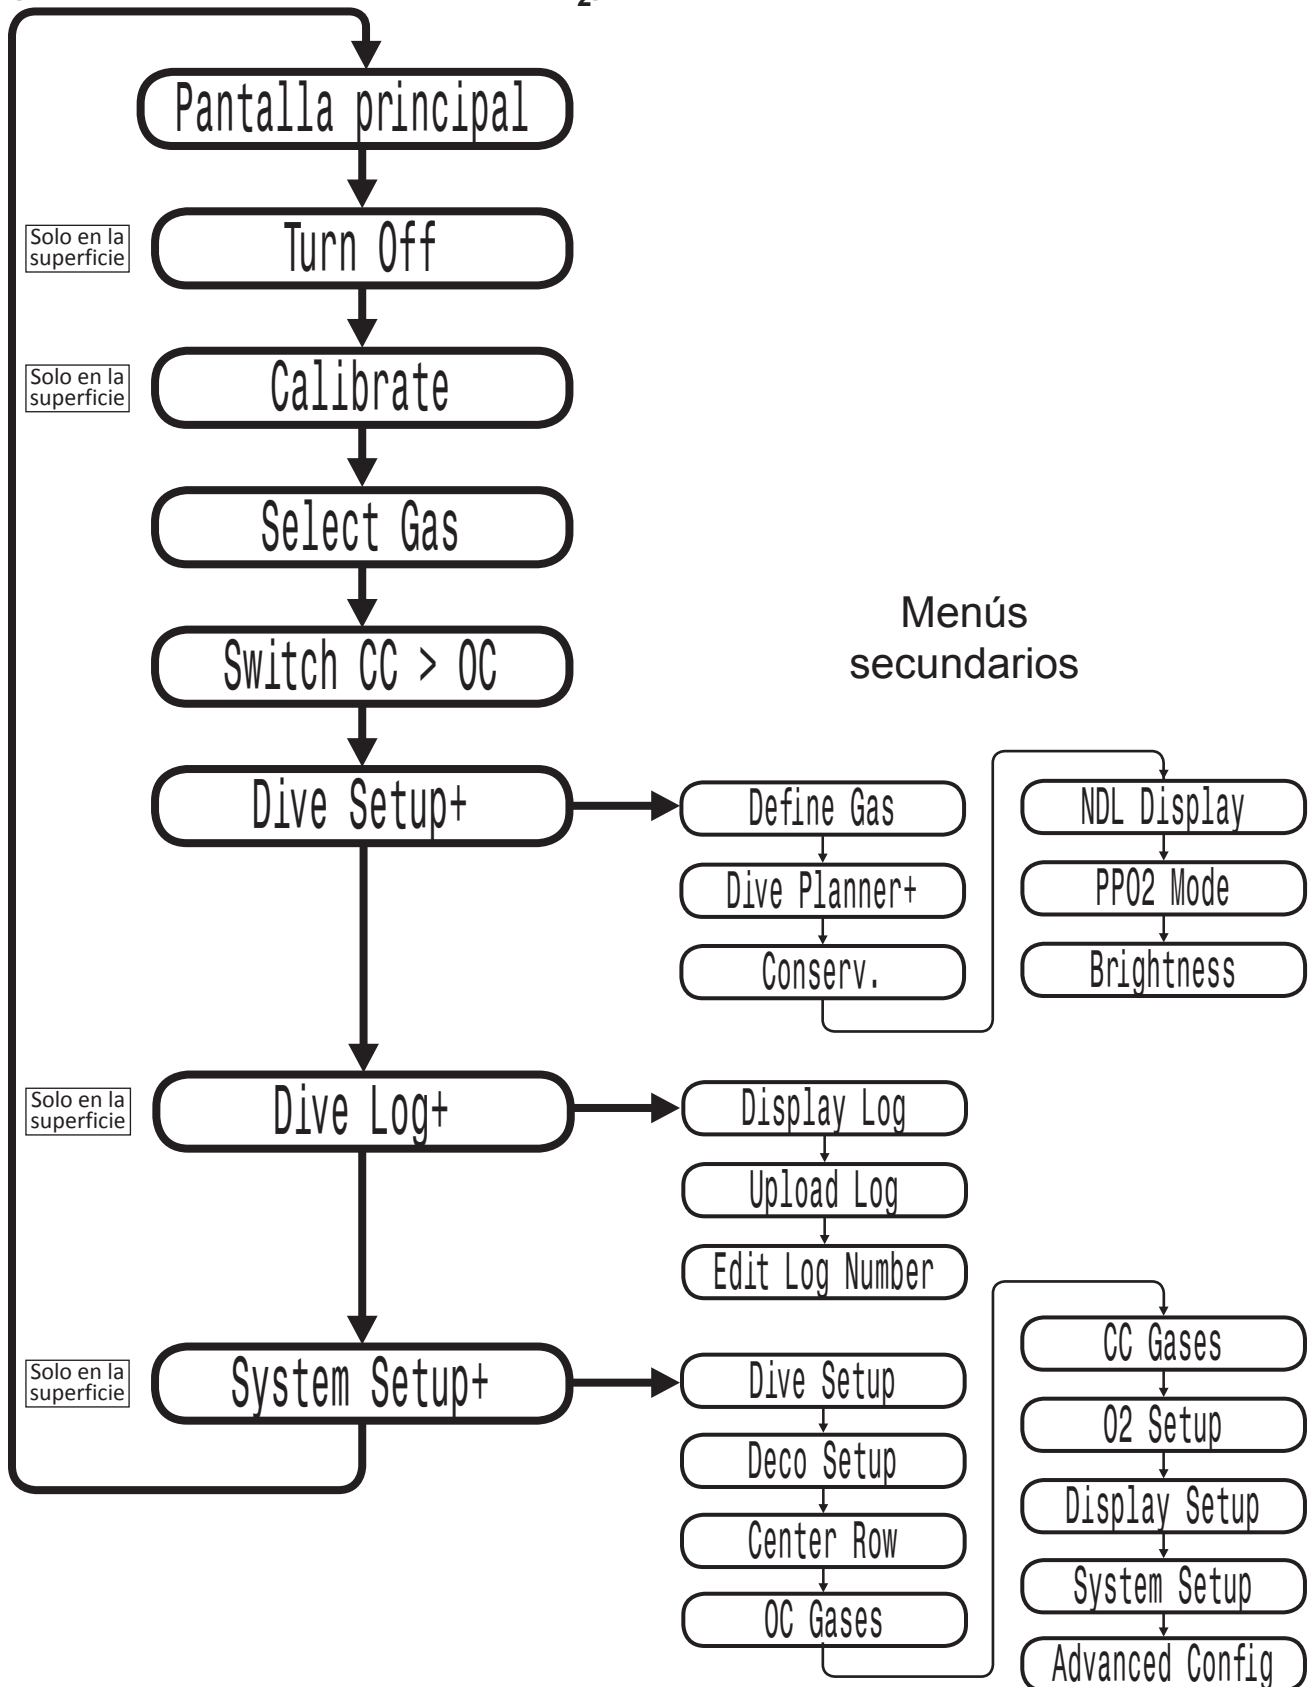 Pantalla principal
Solo en la
superficie
Turn Off
Solo en la
superficie
Calibrate
Select Gas
Switch CC > OC
Menús
secundarios
Dive Setup+
Define Gas
Dive Planner+
Conserv.
NDL Display
PPO2 Mode
Brightness
Solo en la
superficie
Dive Log+
Display Log
Upload Log
Edit Log Number
Solo en la
superficie
System Setup+
Dive Setup
Deco Setup
Center Row
OC Gases
CC Gases
O2 Setup
Display Setup
System Setup
Advanced Config